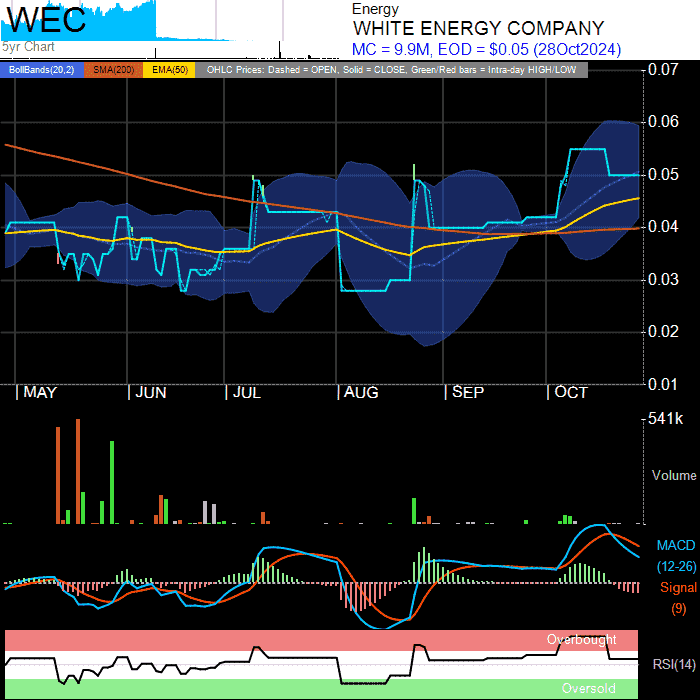 WEC
5yr Chart
Energy
WHITE ENERGY COMPANY
MC = 9.9M, EOD = $0.05 (28Oct2024)
BollBands(20,2) SMA(200) EMA(50) OHLC Prices: Dashed = OPEN, Solid = CLOSE, Green/Red bars = Intra-day HIGH/LOW
0.07
0.06
0.05
0.04
0.03
0.02
0.01
MAY JUN JUL AUG SEP OCT
541k
Volume
MACD
(12-26)
Signal
(9)
Overbought
RSI(14)
Oversold